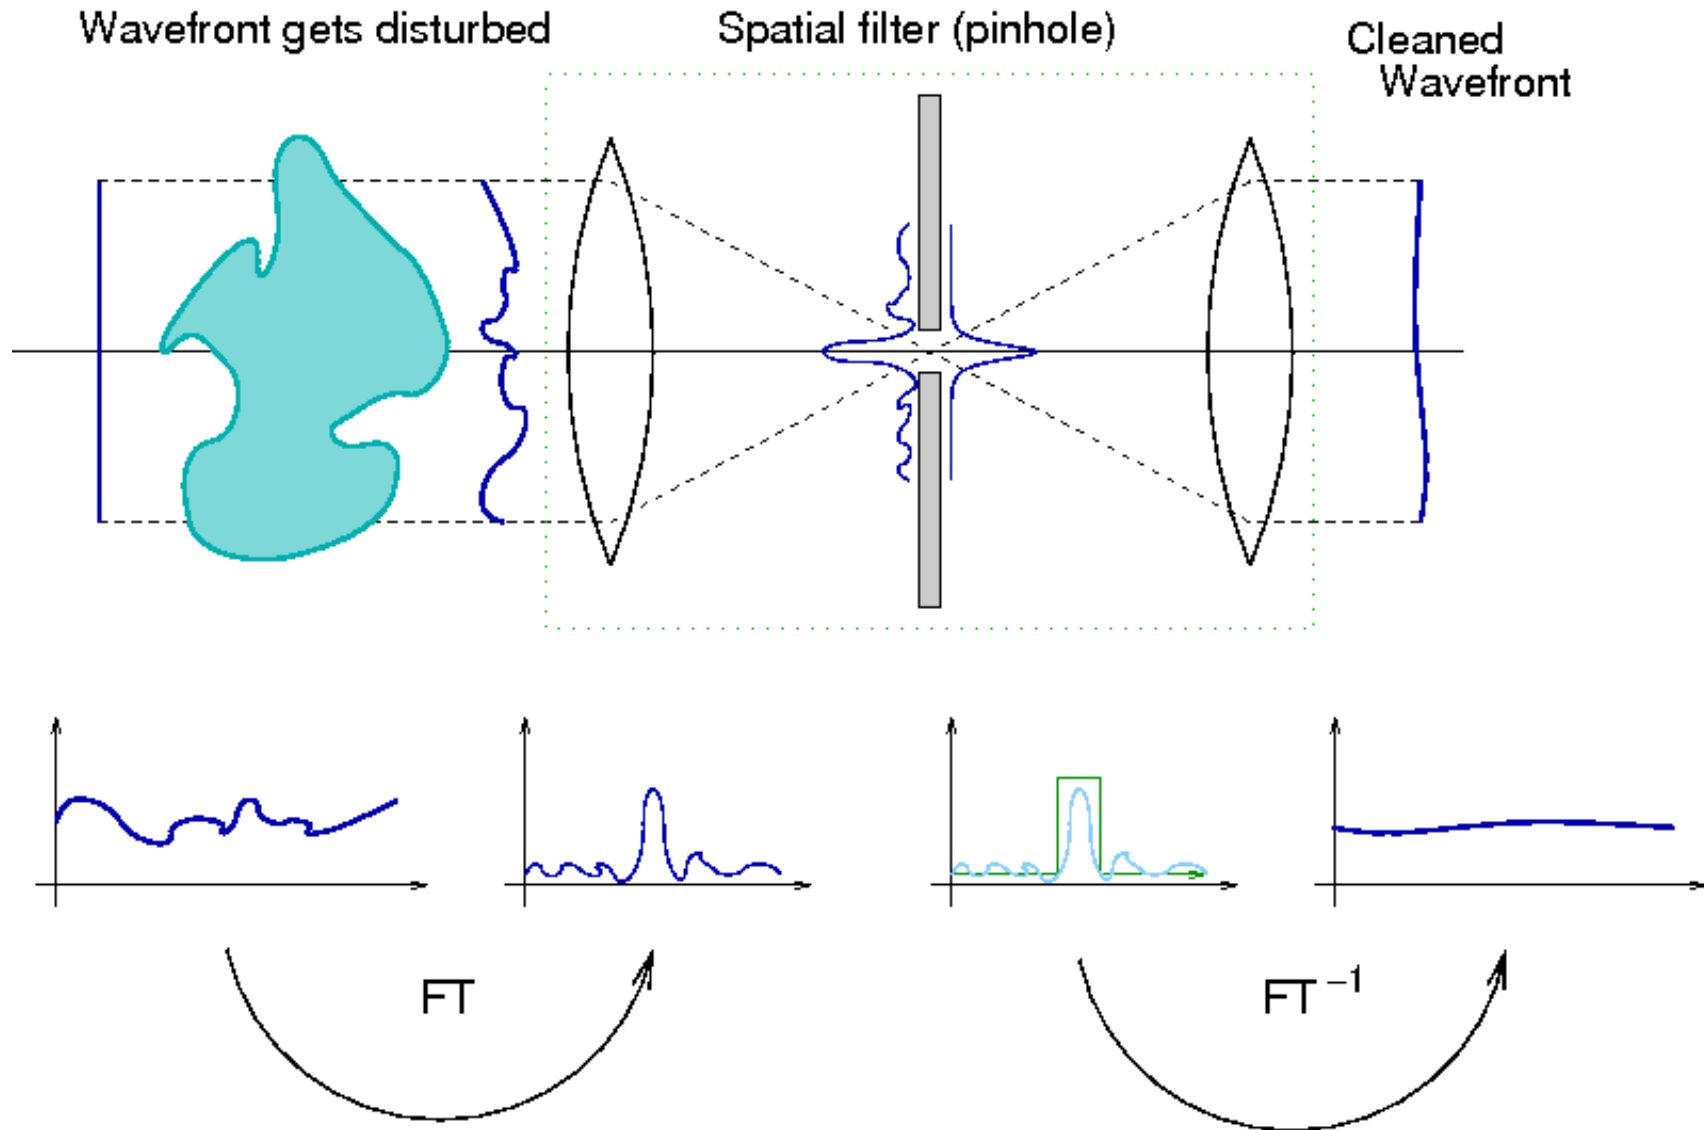 Wavefront gets disturbed
Spatial filter (pinhole)
Cleaned
Wavefront
FT
FT⁻¹